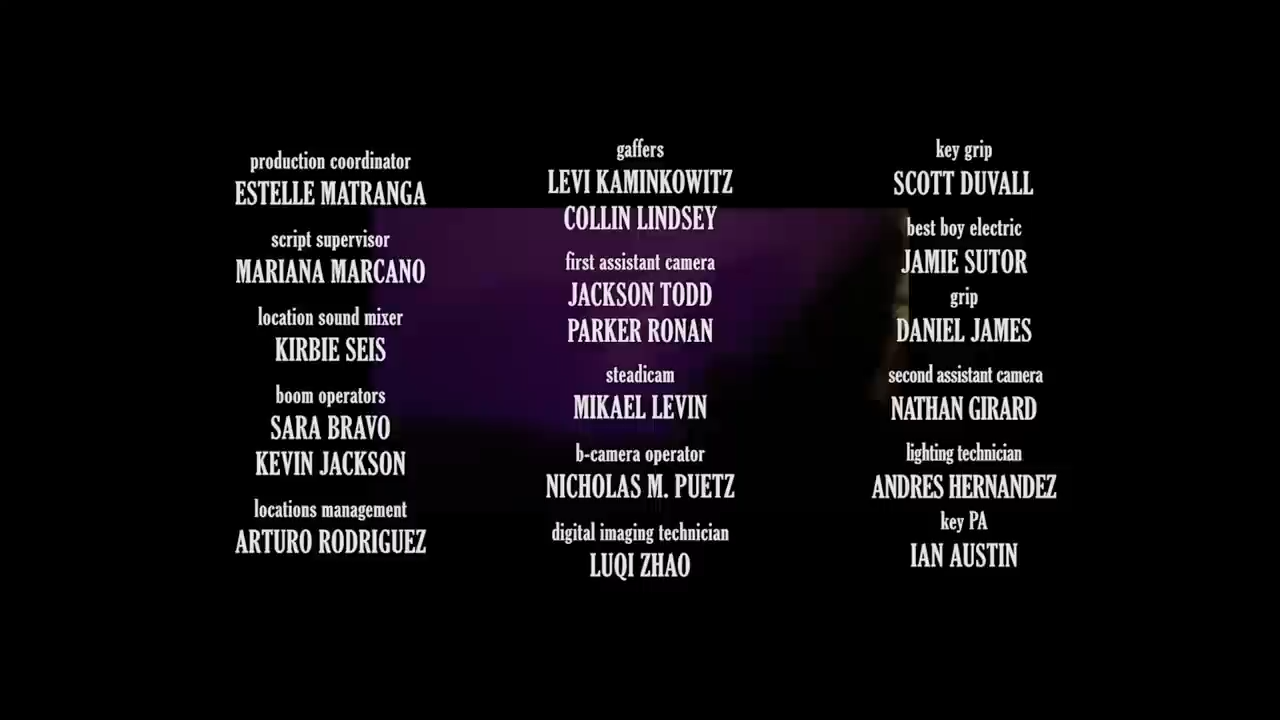 production coordinator
ESTELLE MATRANGA
script supervisor
MARIANA MARCANO
location sound mixer
KIRBIE SEIS
boom operators
SARA BRAVO
KEVIN JACKSON
locations management
ARTURO RODRIGUEZ
gaffers
LEVI KAMINKOWITZ
COLLIN LINDSEY
first assistant camera
JACKSON TODD
PARKER RONAN
steadicam
MIKAEL LEVIN
b-camera operator
NICHOLAS M. PUETZ
digital imaging technician
LUQI ZHAO
key grip
SCOTT DUVALL
best boy electric
JAMIE SUTOR
grip
DANIEL JAMES
second assistant camera
NATHAN GIRARD
lighting technician
ANDRES HERNANDEZ
key PA
IAN AUSTIN